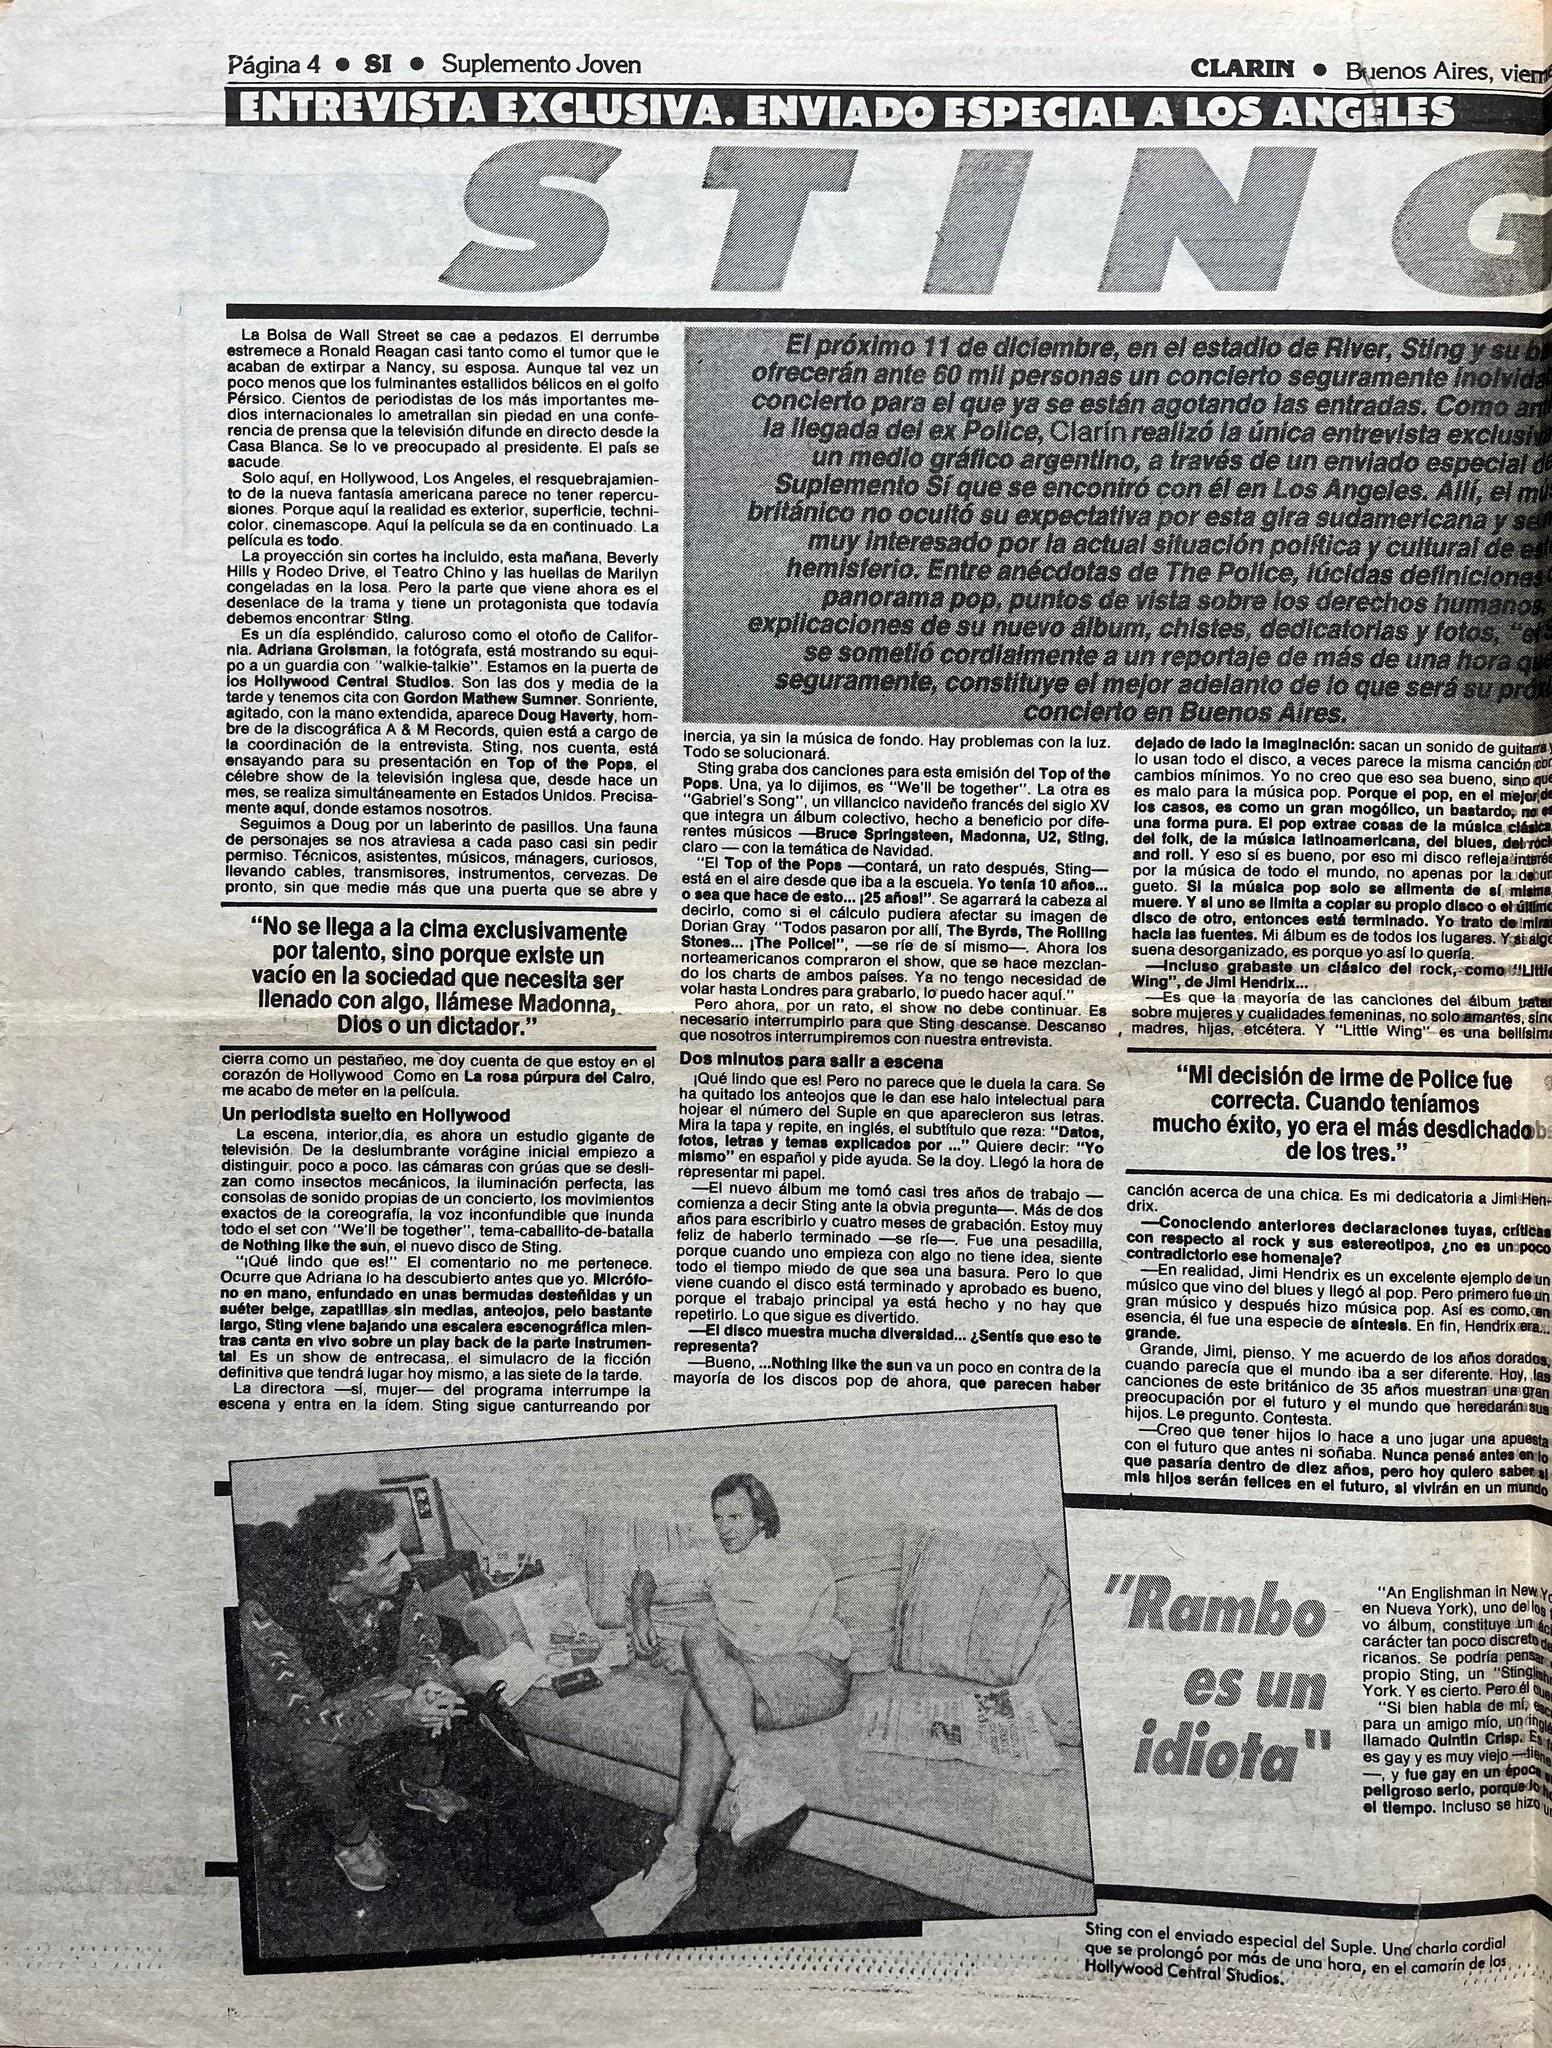 Página 4 ● SI ● Suplemento Joven
CLARIN ● Buenos Aires,
ENTREVISTA EXCLUSIVA. ENVIADO ESPECIAL A LOS ANGELES
STING
La Bolsa de Wall Street se cae a pedazos. El derrumbe
estremece a Ronald Reagan casi tanto como el tumor que le
acaban de extirpar a Nancy, su esposa. Aunque tal vez un
poco menos que los fulminantes estallidos bélicos en el golfo
Pérsico. Cientos de periodistas de los más importantes me-
dios internacionales lo ametrallan sin piedad en una confe-
rencia de prensa que la televisión difunde en directo desde la
Casa Blanca. Se lo ve preocupado al presidente. El país se
sacude.
Solo aquí, en Hollywood, Los Angeles, el resquebrajamien-
to de la nueva fantasía americana parece no tener repercu-
siones. Porque aquí la realidad es exterior, superficie, techni-
color, cinemascope. Aquí la película se da en continuado. La
película es todo.
La proyección sin cortes ha incluido, esta mañana, Beverly
Hills y Rodeo Drive, el Teatro Chino y las huellas de Marilyn
congeladas en la losa. Pero la parte que viene ahora es el
desenlace de la trama y tiene un protagonista que todavía
debemos encontrar: Sting.
Es un día espléndido, caluroso como el otoño de Califor-
nia. Adriana Groisman, la fotógrafa, está mostrando su equi-
po a un guardia con "walkie-talkie". Estamos en la puerta de
los Hollywood Central Studios. Son las dos y media de la
tarde y tenemos cita con Gordon Mathew Sumner. Sonriente,
agitado, con la mano extendida, aparece Doug Haverty, hom-
bre de la discográfica A & M Records, quien está a cargo de
la coordinación de la entrevista. Sting, nos cuenta, está
ensayando para su presentación en Top of the Pops, el
célebre show de la televisión inglesa que, desde hace un
mes, se realiza simultáneamente en Estados Unidos. Precisa-
mente aquí, donde estamos nosotros.
Seguimos a Doug por un laberinto de pasillos. Una fauna
de personajes se nos atraviesa a cada paso casi sin pedir
permiso. Técnicos, asistentes, músicos, mánagers, curiosos,
llevando cables, transmisores, instrumentos, cervezas. De
pronto, sin que medie más que una puerta que se abre y
"No se llega a la cima exclusivamente
por talento, sino porque existe un
vacío en la sociedad que necesita ser
llenado con algo, llámese Madonna,
Dios o un dictador."
cierra como un pestañeo, me doy cuenta de que estoy en el
corazón de Hollywood. Como en La rosa púrpura del Cairo,
me acabo de meter en la película.
Un periodista suelto en Hollywood
La escena, interior,día, es ahora un estudio gigante de
televisión. De la deslumbrante vorágine inicial empiezo a
distinguir, poco a poco. las cámaras con grúas que se desli-
zan como insectos mecánicos, la iluminación perfecta, las
consolas de sonido propias de un concierto, los movimientos
exactos de la coreografía, la voz inconfundible que inunda
todo el set con "We'll be together", tema-caballito-de-batalla
de Nothing like the sun, el nuevo disco de Sting.
"¡Qué lindo que es!" El comentario no me pertenece.
Ocurre que Adriana lo ha descubierto antes que yo. Micrófo-
no en mano, enfundado en unas bermudas desteñidas y un
suéter beige, zapatillas sin medias, anteojos, pelo bastante
largo, Sting viene bajando una escalera escenográfica mien-
tras canta en vivo sobre un play back de la parte instrumen-
tal. Es un show de entrecasa, el simulacro de la ficción
definitiva que tendrá lugar hoy mismo, a las siete de la tarde.
La directora —sí, mujer— del programa interrumpe la
escena y entra en la ídem. Sting sigue canturreando por
El próximo 11 de diciembre, en el estadio de River, Sting y su
ofrecerán ante 60 mil personas un concierto seguramente
concierto para el que ya se están agotando las entradas. Como
la llegada del ex Police, Clarín realizó la única entrevista
un medio gráfico argentino, a través de un enviado especial
Suplemento Sí que se encontró con él en Los Angeles. Allí, el
británico no ocultó su expectativa por esta gira sudamericana y
muy interesado por la actual situación política y cultural de
hemisferio. Entre anécdotas de The Police, lúcidas definiciones
panorama pop, puntos de vista sobre los derechos humanos,
explicaciones de su nuevo álbum, chistes, dedicatorias y fotos,
se sometió cordialmente a un reportaje de más de una hora
seguramente, constituye el mejor adelanto de lo que será su
concierto en Buenos Aires.
inercia, ya sin la música de fondo. Hay problemas con la luz.
Todo se solucionará.
Sting graba dos canciones para esta emisión del Top of the
Pops. Una, ya lo dijimos, es "We'll be together". La otra es
"Gabriel's Song", un villancico navideño francés del siglo XV
que integra un álbum colectivo, hecho a beneficio por dife-
rentes músicos —Bruce Springsteen, Madonna, U2, Sting,
claro— con la temática de Navidad.
"El Top of the Pops —contará, un rato después, Sting—
está en el aire desde que iba a la escuela. Yo tenía 10 años...
o sea que hace de esto... ¡25 años!". Se agarrará la cabeza al
decirlo, como si el cálculo pudiera afectar su imagen de
Dorian Gray. "Todos pasaron por allí, The Byrds, The Rolling
Stones... ¡The Police!", —se ríe de sí mismo—. Ahora los
norteamericanos compraron el show, que se hace mezclan-
do los charts de ambos países. Ya no tengo necesidad de
volar hasta Londres para grabarlo, lo puedo hacer aquí."
Pero ahora, por un rato, el show no debe continuar. Es
necesario interrumpirlo para que Sting descanse. Descanso
que nosotros interrumpiremos con nuestra entrevista.
Dos minutos para salir a escena
¡Qué lindo que es! Pero no parece que le duela la cara. Se
ha quitado los anteojos que le dan ese halo intelectual para
hojear el número del Suple en que aparecieron sus letras.
Mira la tapa y repite, en inglés, el subtítulo que reza: "Datos,
fotos, letras y temas explicados por ..." Quiere decir: "Yo
mismo" en español y pide ayuda. Se la doy. Llegó la hora de
representar mi papel.
—El nuevo álbum me tomó casi tres años de trabajo —
comienza a decir Sting ante la obvia pregunta—. Más de dos
años para escribirlo y cuatro meses de grabación. Estoy muy
feliz de haberlo terminado —se ríe—. Fue una pesadilla,
porque cuando uno empieza con algo no tiene idea, siente
todo el tiempo miedo de que sea una basura. Pero lo que
viene cuando el disco está terminado y aprobado es bueno,
porque el trabajo principal ya está hecho y no hay que
repetirlo. Lo que sigue es divertido.
—El disco muestra mucha diversidad... ¿Sentís que eso te
representa?
—Bueno, ...Nothing like the sun va un poco en contra de la
mayoría de los discos pop de ahora, que parecen haber
dejado de lado la imaginación: sacan un sonido de guitarra y
lo usan todo el disco, a veces parece la misma canción con
cambios mínimos. Yo no creo que eso sea bueno, sino que
es malo para la música pop. Porque el pop, en el mejor de
los casos, es como un gran mogólico, un bastardo, no es
una forma pura. El pop extrae cosas de la música clásica,
del folk, de la música latinoamericana, del blues, del rock
and roll. Y eso sí es bueno, por eso mi disco refleja interés
por la música de todo el mundo, no apenas por la de un
gueto. Si la música pop solo se alimenta de sí misma,
muere. Y si uno se limita a copiar su propio disco o el último
disco de otro, entonces está terminado. Yo trato de mirar
hacia las fuentes. Mi álbum es de todos los lugares. Y si algo
suena desorganizado, es porque yo así lo quería.
—Incluso grabaste un clásico del rock, como "Little
Wing", de Jimi Hendrix...
—Es que la mayoría de las canciones del álbum tratan
sobre mujeres y cualidades femeninas, no solo amantes, sino
madres, hijas, etcétera. Y "Little Wing" es una bellísima
"Mi decisión de irme de Police fue
correcta. Cuando teníamos
mucho éxito, yo era el más desdichado
de los tres."
canción acerca de una chica. Es mi dedicatoria a Jimi Hen-
drix.
—Conociendo anteriores declaraciones tuyas, críticas
con respecto al rock y sus estereotipos, ¿no es un poco
contradictorio ese homenaje?
—En realidad, Jimi Hendrix es un excelente ejemplo de un
músico que vino del blues y llegó al pop. Pero primero fue un
gran músico y después hizo música pop. Así es como, en
esencia, él fue una especie de síntesis. En fin, Hendrix era...
grande.
Grande, Jimi, pienso. Y me acuerdo de los años dorados,
cuando parecía que el mundo iba a ser diferente. Hoy, las
canciones de este británico de 35 años muestran una gran
preocupación por el futuro y el mundo que heredarán sus
hijos. Le pregunto. Contesta.
—Creo que tener hijos lo hace a uno jugar una apuesta
con el futuro que antes ni soñaba. Nunca pensé antes en lo
que pasaría dentro de diez años, pero hoy quiero saber si
mis hijos serán felices en el futuro, si vivirán en un mundo
"Rambo
es un
idiota"
"An Englishman in New
en Nueva York), uno de los
vo álbum, constituye un
carácter tan poco discreto
ricanos. Se podría pensar
propio Sting, un
York. Y es cierto. Pero él
"Si bien habla de mí,
para un amigo mío, un
llamado Quintin Crisp.
es gay y es muy viejo —tiene
—, y fue gay en un época
peligroso serlo, porque
el tiempo. Incluso se hizo
Sting con el enviado especial del Suple. Una charla cordial
que se prolongó por más de una hora, en el camarín de los
Hollywood Central Studios.